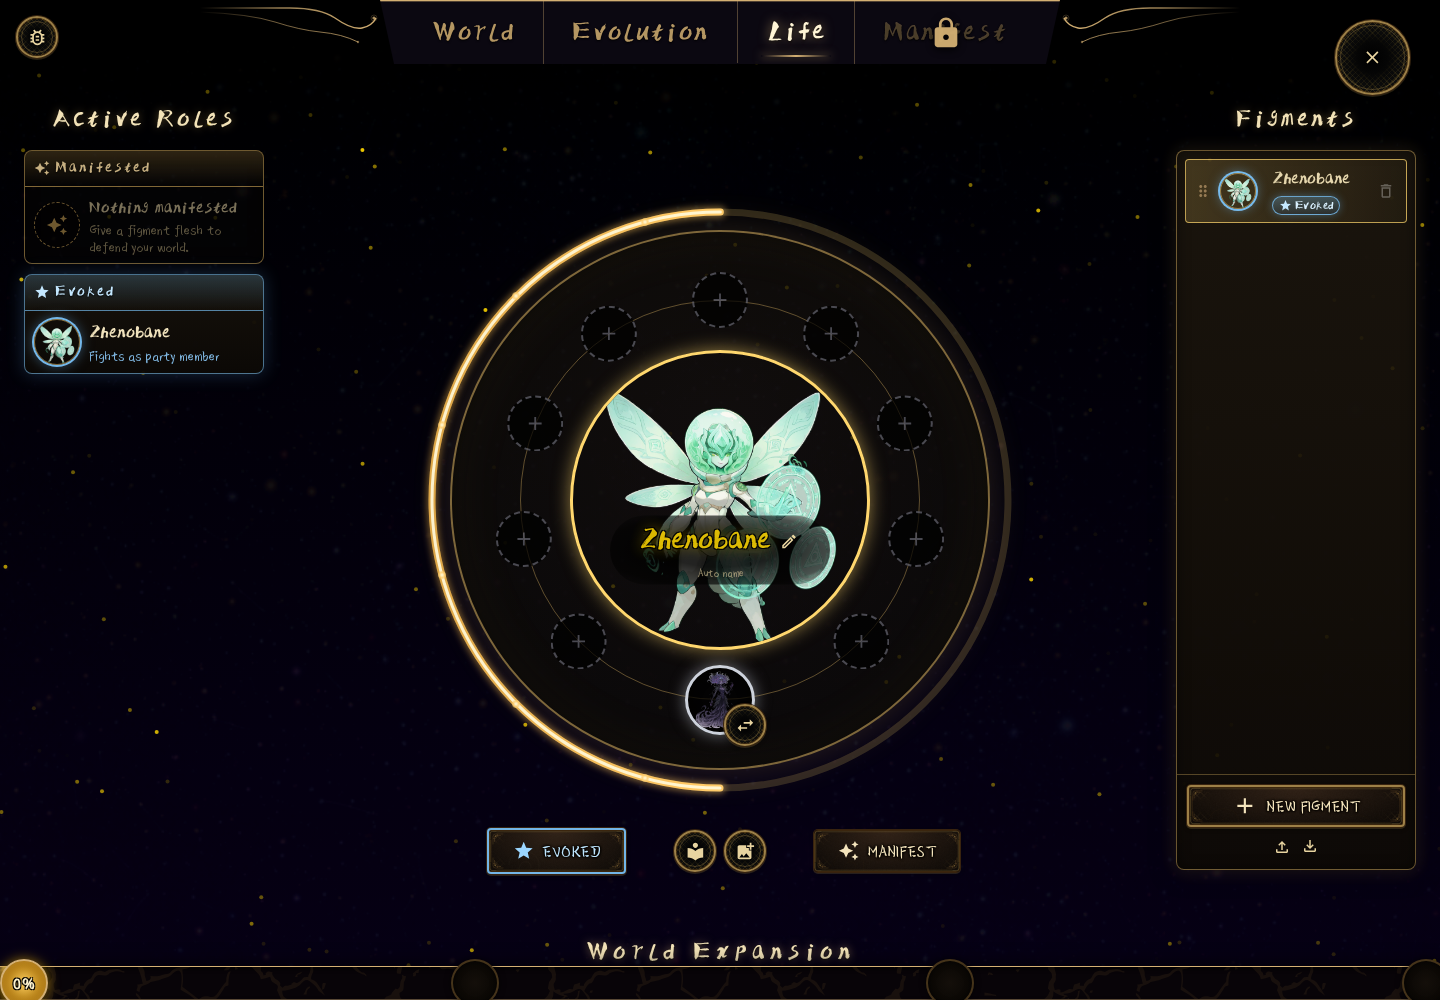 World
Evolution
Life
Manifest
Active Roles
Manifested
Nothing manifested
Give a figment flesh to
defend your world.
Evoked
Zhenobane
Fights as party member
Zhenobane
Auto name
EVOKED
MANIFEST
Figments
Zhenobane
Evoked
NEW FIGMENT
World Expansion
0%